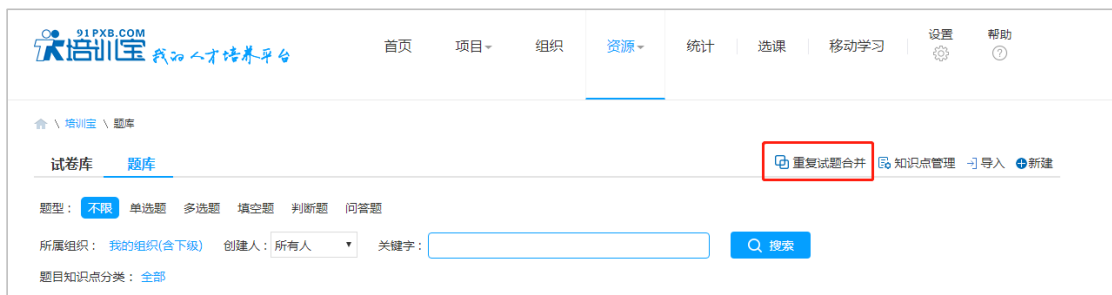 91PXB.COM
培训宝 我的人才培养平台
首页 项目 组织 资源 统计 选课 移动学习 设置 帮助
\ 培训宝 \ 题库
试卷库 题库 重复试题合并 知识点管理 导入 新建
题型： 不限 单选题 多选题 填空题 判断题 问答题
所属组织： 我的组织(含下级) 创建人： 所有人 关键字： 搜索
题目知识点分类： 全部